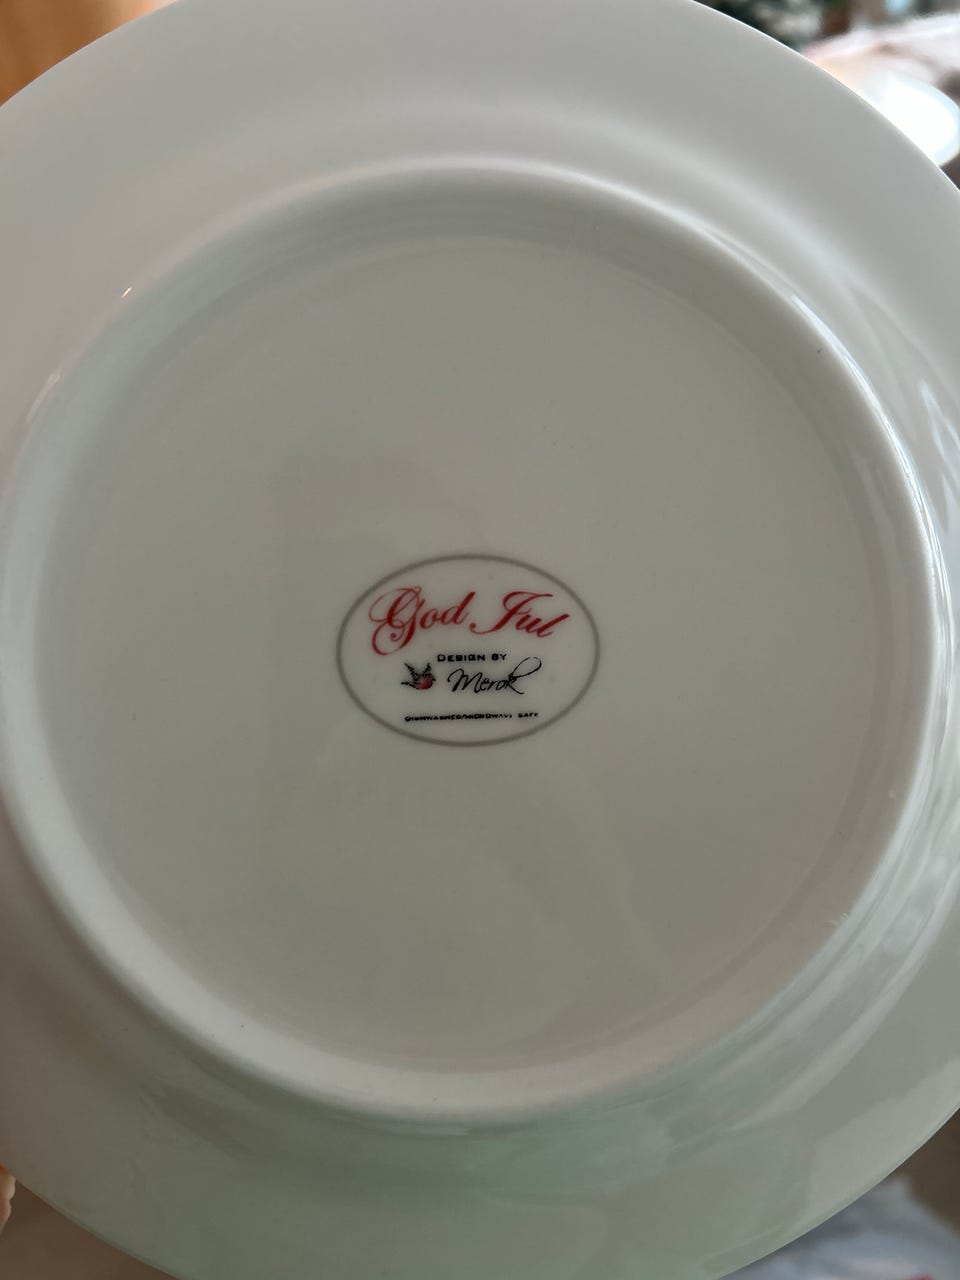 God Jul
DESIGN BY
Merok
DISHWASHER/MICROWAVE SAFE